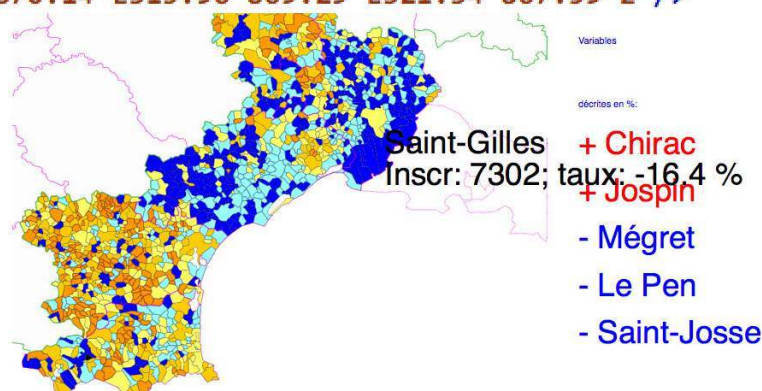 Variables
décrites en %:
Saint-Gilles
Inscr: 7302; taux: -16.4 %
+ Chirac
+ Jospin
- Mégret
- Le Pen
- Saint-Josse